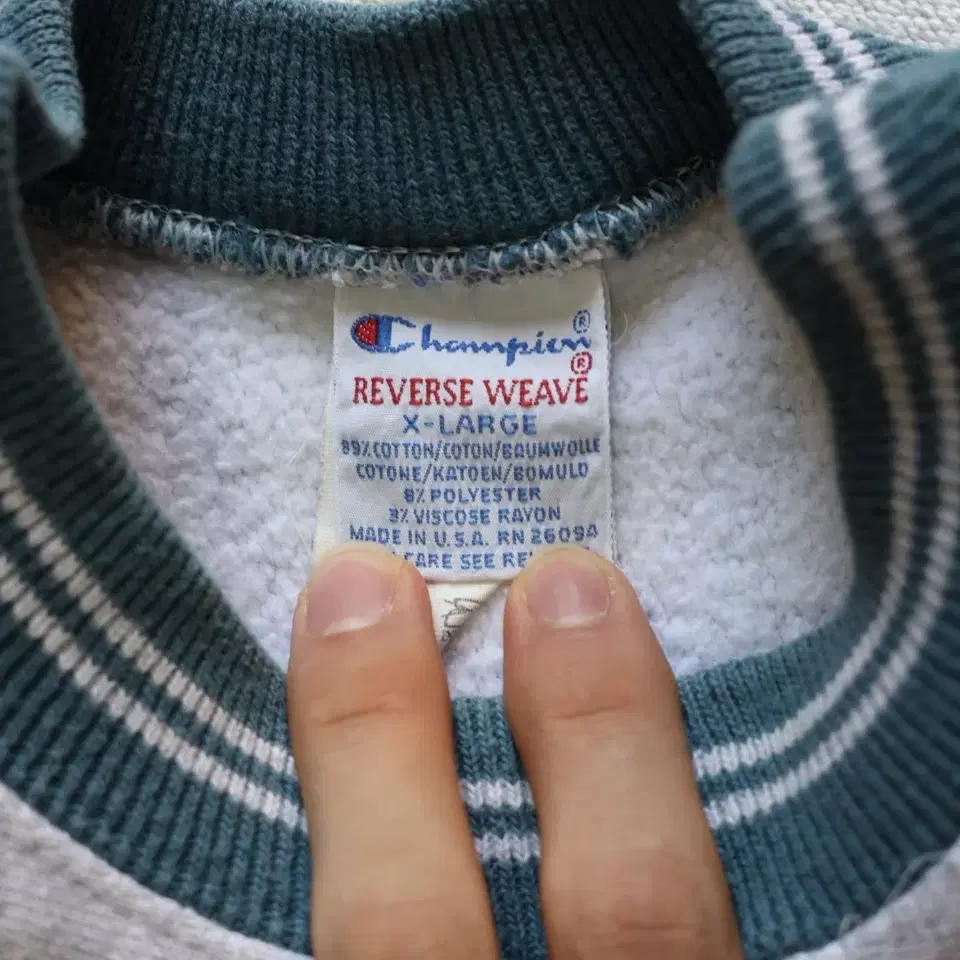 Champion®
REVERSE WEAVE®
X-LARGE
89% COTTON/COTON/BAUMWOLLE
COTONE/KATOEN/BOMULD
8% POLYESTER
3% VISCOSE RAYON
MADE IN U.S.A. RN 26094
CARE SEE